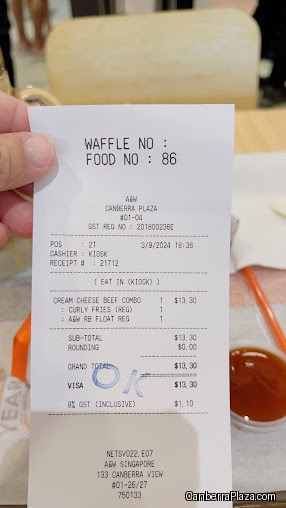 WAFFLE NO :
FOOD NO : 86
A&W
CANBERRA PLAZA
#01-04
GST REG NO : 201800236E
POS : 21 3/9/2024 18:36
CASHIER : KIOSK
RECEIPT # : 21712
( EAT IN (KIOSK) )
CREAM CHEESE BEEF COMBO 1 $13.30
: CURLY FRIES (REG) 1
: A&W RB FLOAT REG 1
SUB-TOTAL $13.30
ROUNDING $0.00
GRAND TOTAL $13.30
OK
VISA $13.30
9% GST (INCLUSIVE) $1.10
NETSV022.E07
A&W SINGAPORE
133 CANBERRA VIEW
#01-26/27
750133
YEAR
CanberraPlaza.com